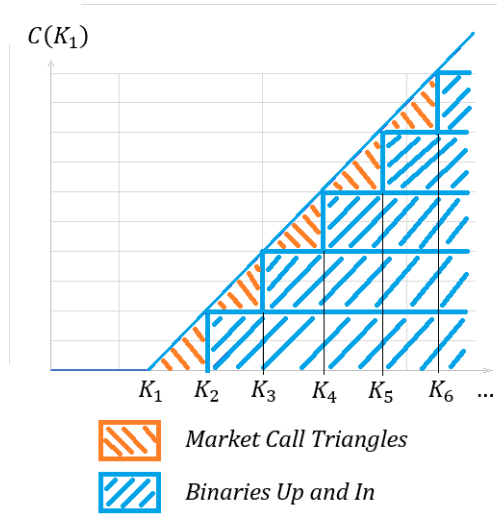 C(K₁)
K₁ K₂ K₃ K₄ K₅ K₆ ...
Market Call Triangles
Binaries Up and In